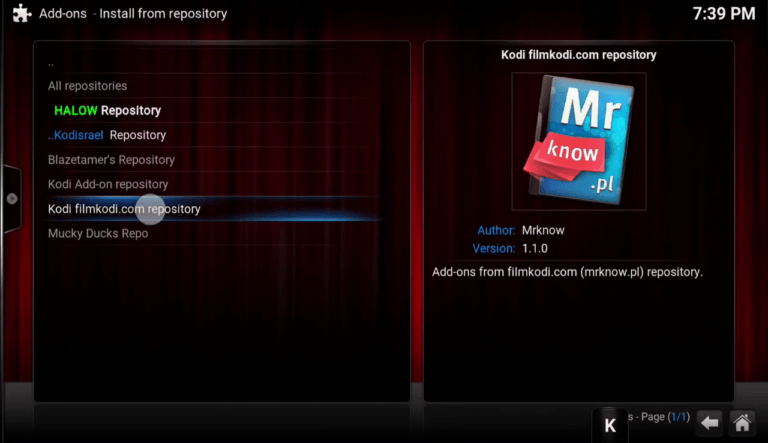 Add-ons - Install from repository
7:39 PM
..
All repositories
HALOW Repository
..Kodisrael Repository
Blazetamer's Repository
Kodi Add-on repository
Kodi filmkodi.com repository
Mucky Ducks Repo
Kodi filmkodi.com repository
Mr
know
.pl
Author: Mrknow
Version: 1.1.0
Add-ons from filmkodi.com (mrknow.pl) repository.
K
s - Page (1/1)